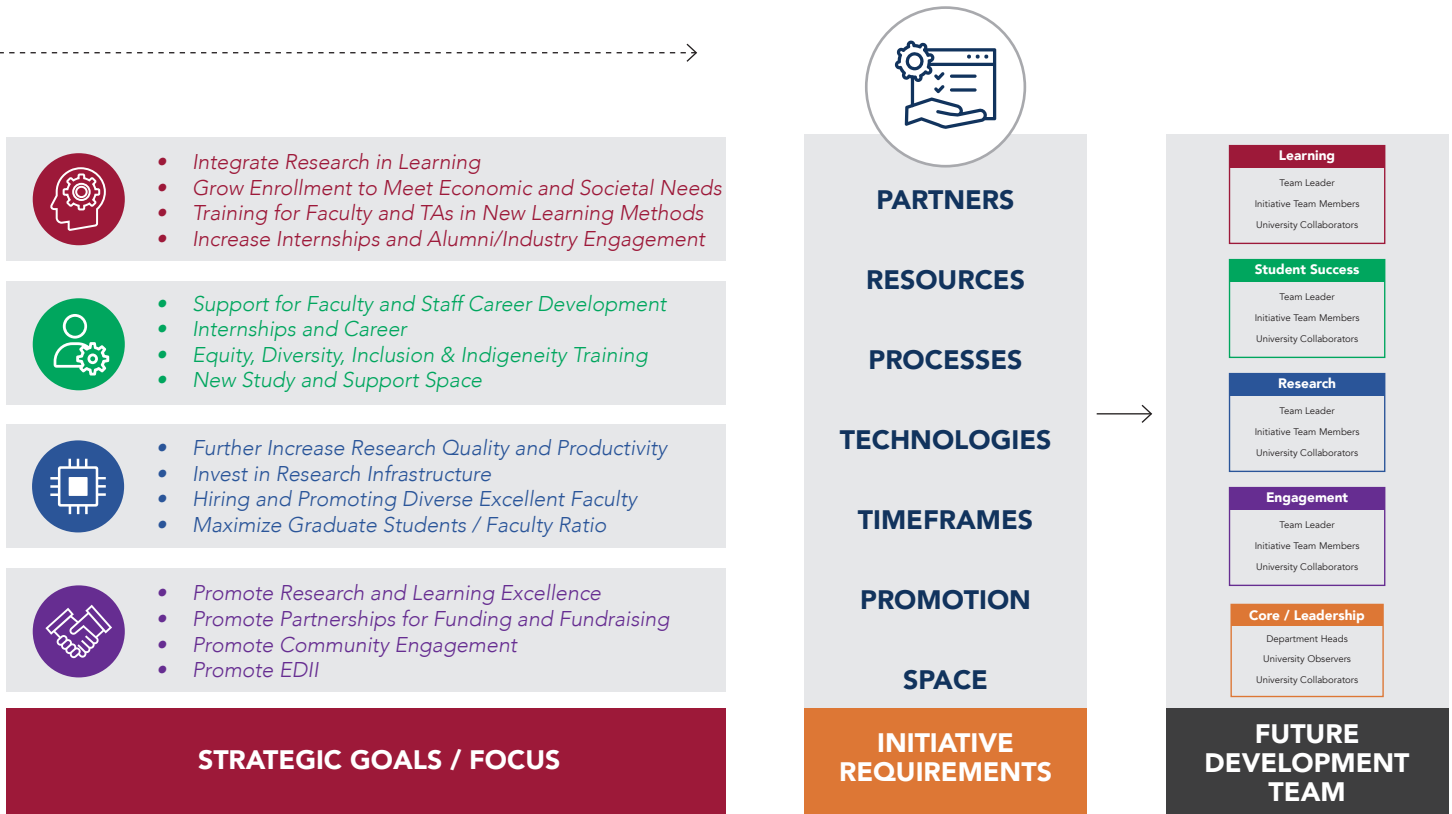 • Integrate Research in Learning
• Grow Enrollment to Meet Economic and Societal Needs
• Training for Faculty and TAs in New Learning Methods
• Increase Internships and Alumni/Industry Engagement
• Support for Faculty and Staff Career Development
• Internships and Career
• Equity, Diversity, Inclusion & Indigeneity Training
• New Study and Support Space
• Further Increase Research Quality and Productivity
• Invest in Research Infrastructure
• Hiring and Promoting Diverse Excellent Faculty
• Maximize Graduate Students / Faculty Ratio
• Promote Research and Learning Excellence
• Promote Partnerships for Funding and Fundraising
• Promote Community Engagement
• Promote EDII
STRATEGIC GOALS / FOCUS
PARTNERS
RESOURCES
PROCESSES
TECHNOLOGIES
TIMEFRAMES
PROMOTION
SPACE
INITIATIVE
REQUIREMENTS
Learning
Team Leader
Initiative Team Members
University Collaborators
Student Success
Team Leader
Initiative Team Members
University Collaborators
Research
Team Leader
Initiative Team Members
University Collaborators
Engagement
Team Leader
Initiative Team Members
University Collaborators
Core / Leadership
Department Heads
University Observers
University Collaborators
FUTURE
DEVELOPMENT
TEAM